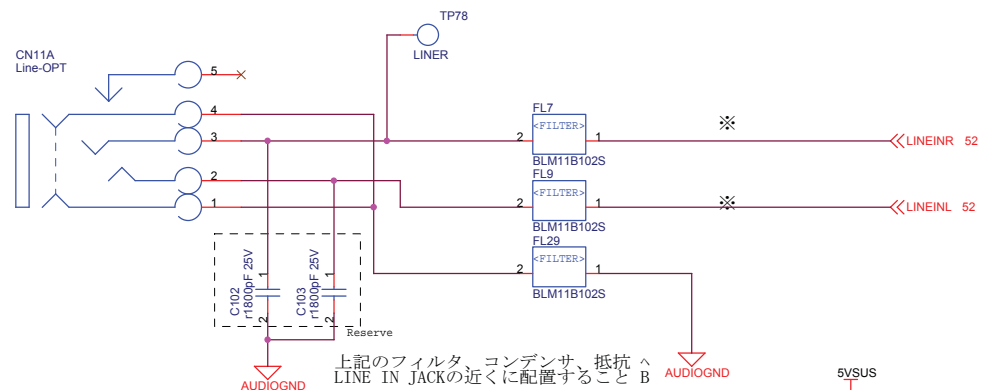 TP78
LINER
CN11A
Line-OPT
5
4
3
2
1
FL7
<FILTER>
2
1
BLM11B102S
※
LINEINR 52
FL9
<FILTER>
2
1
BLM11B102S
※
LINEINL 52
FL29
<FILTER>
2
1
BLM11B102S
C102
r1800pF 25V
1
2
C103
r1800pF 25V
1
2
Reserve
AUDIOGND
上記のフィルタ、コンデンサ、抵抗 へ
LINE IN JACKの近くに配置すること B
AUDIOGND
5VSUS